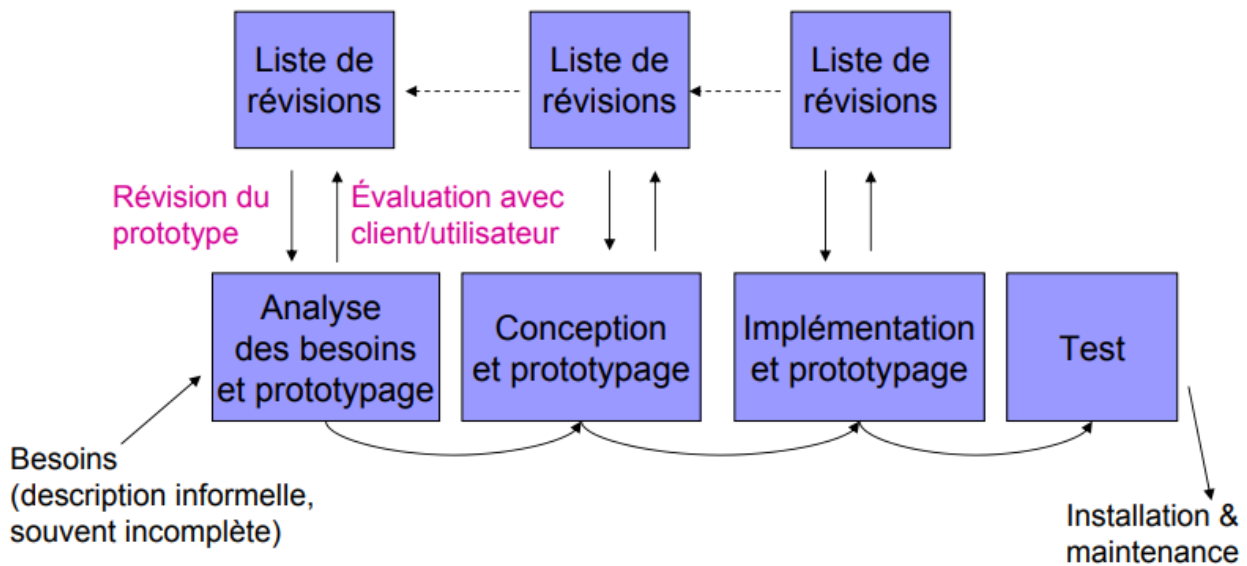 Liste de
révisions
Liste de
révisions
Liste de
révisions
Révision du
prototype
Évaluation avec
client/utilisateur
Analyse
des besoins
et prototypage
Conception
et prototypage
Implémentation
et prototypage
Test
Besoins
(description informelle,
souvent incomplète)
Installation &
maintenance